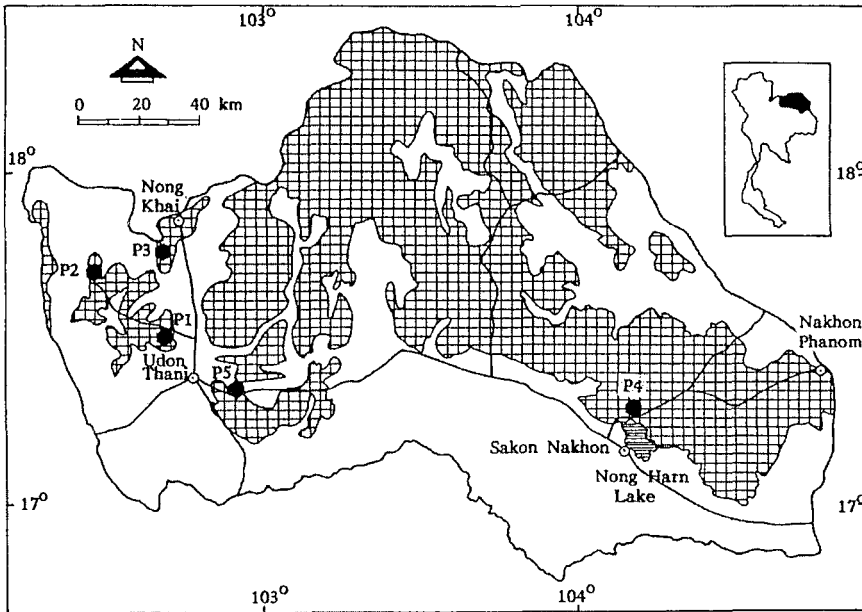 103° 104°
N
0 20 40 km
18° 18°
Nong
Khai
P3
P2
P1
Udon
Thani
P5
Nakhon
Phanom
P4
Sakon Nakhon
Nong Harn
Lake
17° 17°
103° 104°